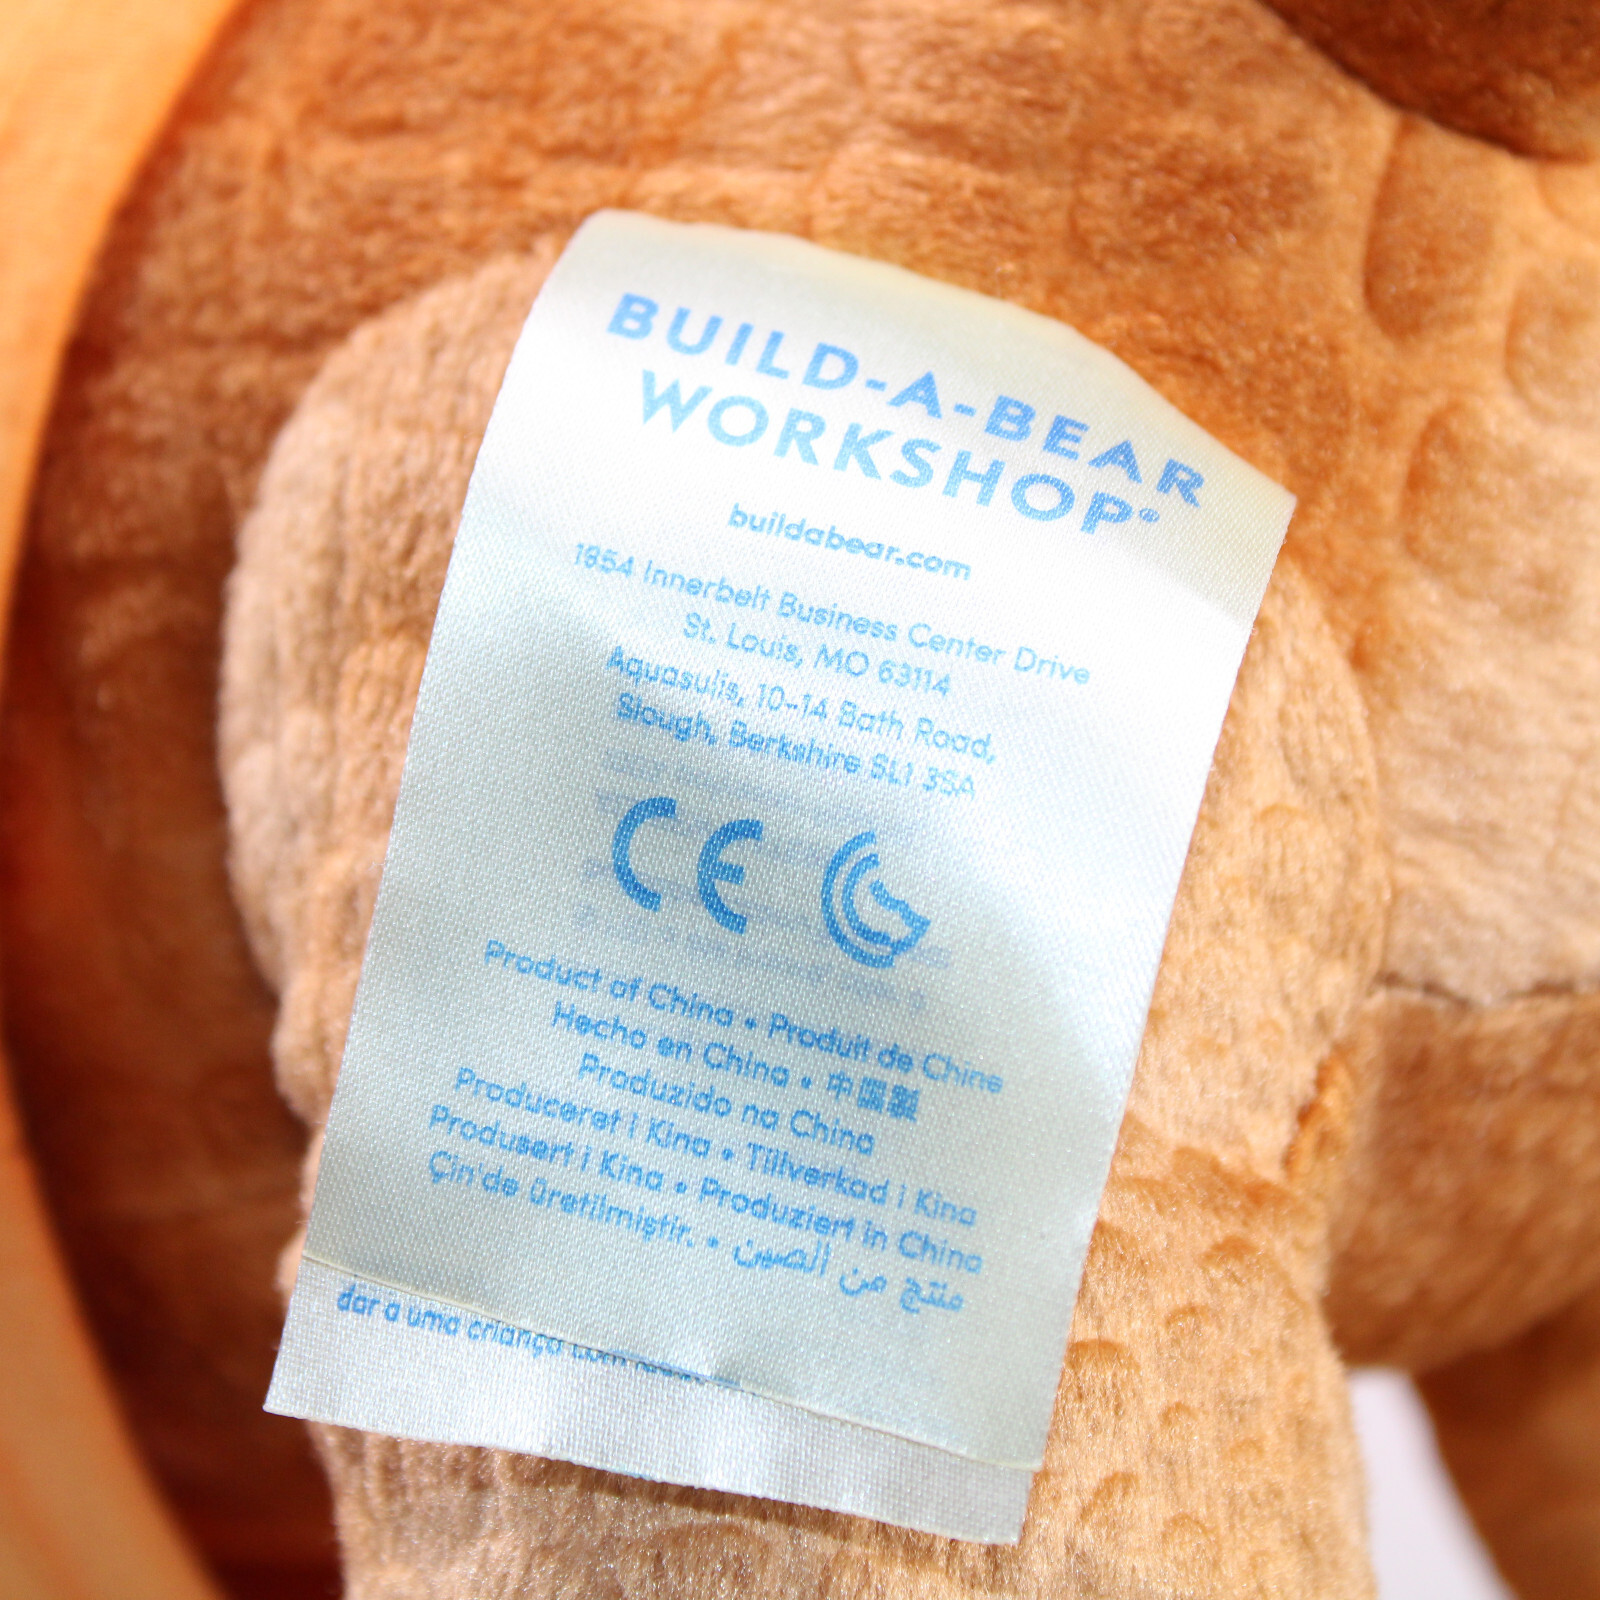 BUILD-A-BEAR
WORKSHOP®
buildabear.com
1954 Innerbelt Business Center Drive
St. Louis, MO 63114
Aquasulis, 10-14 Bath Road,
Slough, Berkshire SL1 3SA
CE
Product of China • Produit de Chine
Hecho en China • 中國製
Produzido na China
Produceret i Kina • Tillverkad i Kina
Produsert i Kina • Produziert in China
Çin'de üretilmiştir. • منتج من الصين
dar a uma criança com